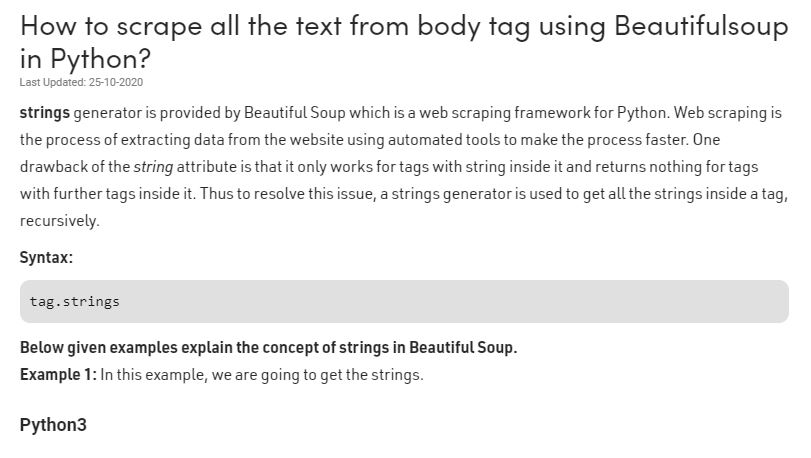 How to scrape all the text from body tag using Beautifulsoup
in Python?
Last Updated: 25-10-2020
strings generator is provided by Beautiful Soup which is a web scraping framework for Python. Web scraping is
the process of extracting data from the website using automated tools to make the process faster. One
drawback of the string attribute is that it only works for tags with string inside it and returns nothing for tags
with further tags inside it. Thus to resolve this issue, a strings generator is used to get all the strings inside a tag,
recursively.
Syntax:
tag.strings
Below given examples explain the concept of strings in Beautiful Soup.
Example 1: In this example, we are going to get the strings.
Python3